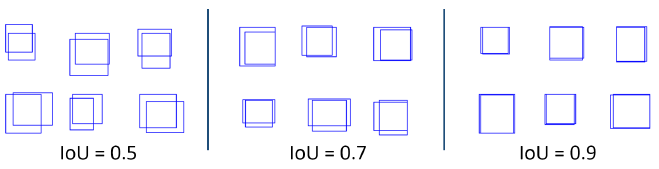 IoU = 0.5 IoU = 0.7 IoU = 0.9